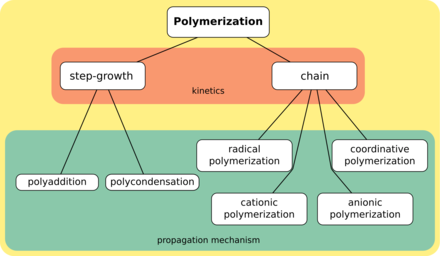 Polymerization
step-growth
chain
kinetics
radical
polymerization
coordinative
polymerization
polyaddition
polycondensation
cationic
polymerization
anionic
polymerization
propagation mechanism